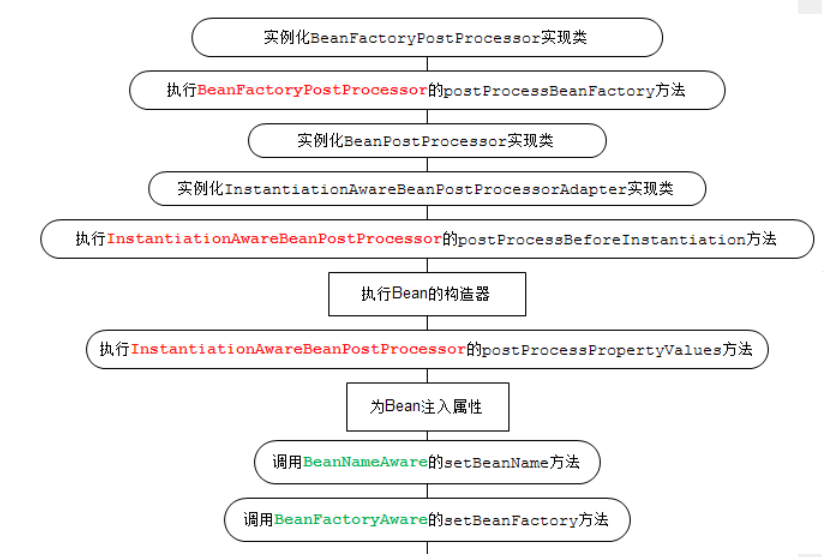 实例化BeanFactoryPostProcessor实现类
执行BeanFactoryPostProcessor的postProcessBeanFactory方法
实例化BeanPostProcessor实现类
实例化InstantiationAwareBeanPostProcessorAdapter实现类
执行InstantiationAwareBeanPostProcessor的postProcessBeforeInstantiation方法
执行Bean的构造器
执行InstantiationAwareBeanPostProcessor的postProcessPropertyValues方法
为Bean注入属性
调用BeanNameAware的setBeanName方法
调用BeanFactoryAware的setBeanFactory方法